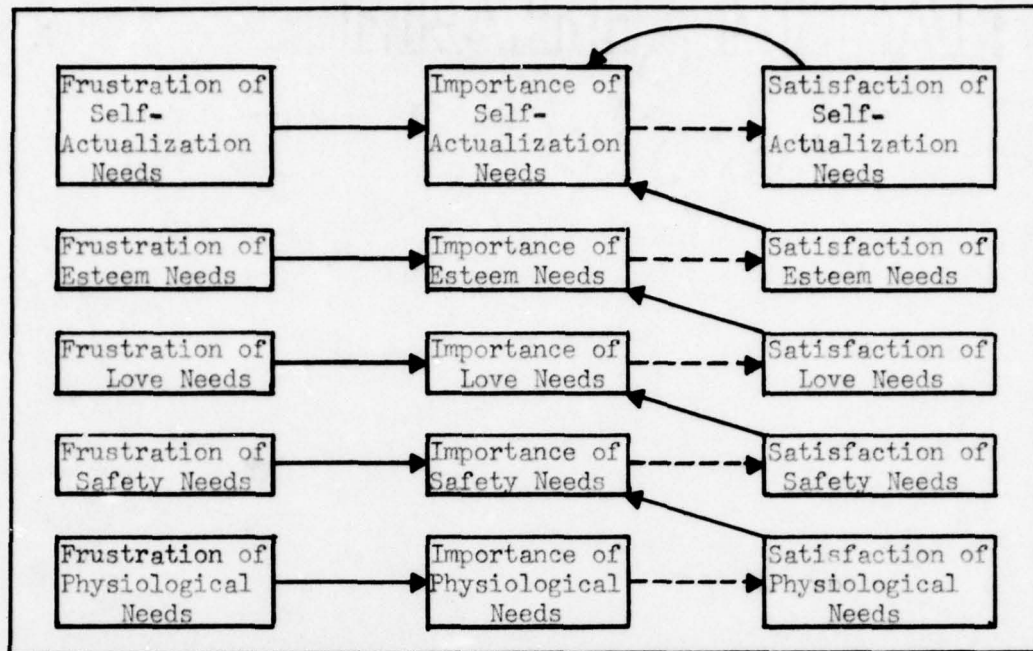 Frustration of
Self-
Actualization
Needs
Importance of
Self-
Actualization
Needs
Satisfaction of
Self-
Actualization
Needs
Frustration of
Esteem Needs
Importance of
Esteem Needs
Satisfaction of
Esteem Needs
Frustration of
Love Needs
Importance of
Love Needs
Satisfaction of
Love Needs
Frustration of
Safety Needs
Importance of
Safety Needs
Satisfaction of
Safety Needs
Frustration of
Physiological
Needs
Importance of
Physiological
Needs
Satisfaction of
Physiological
Needs